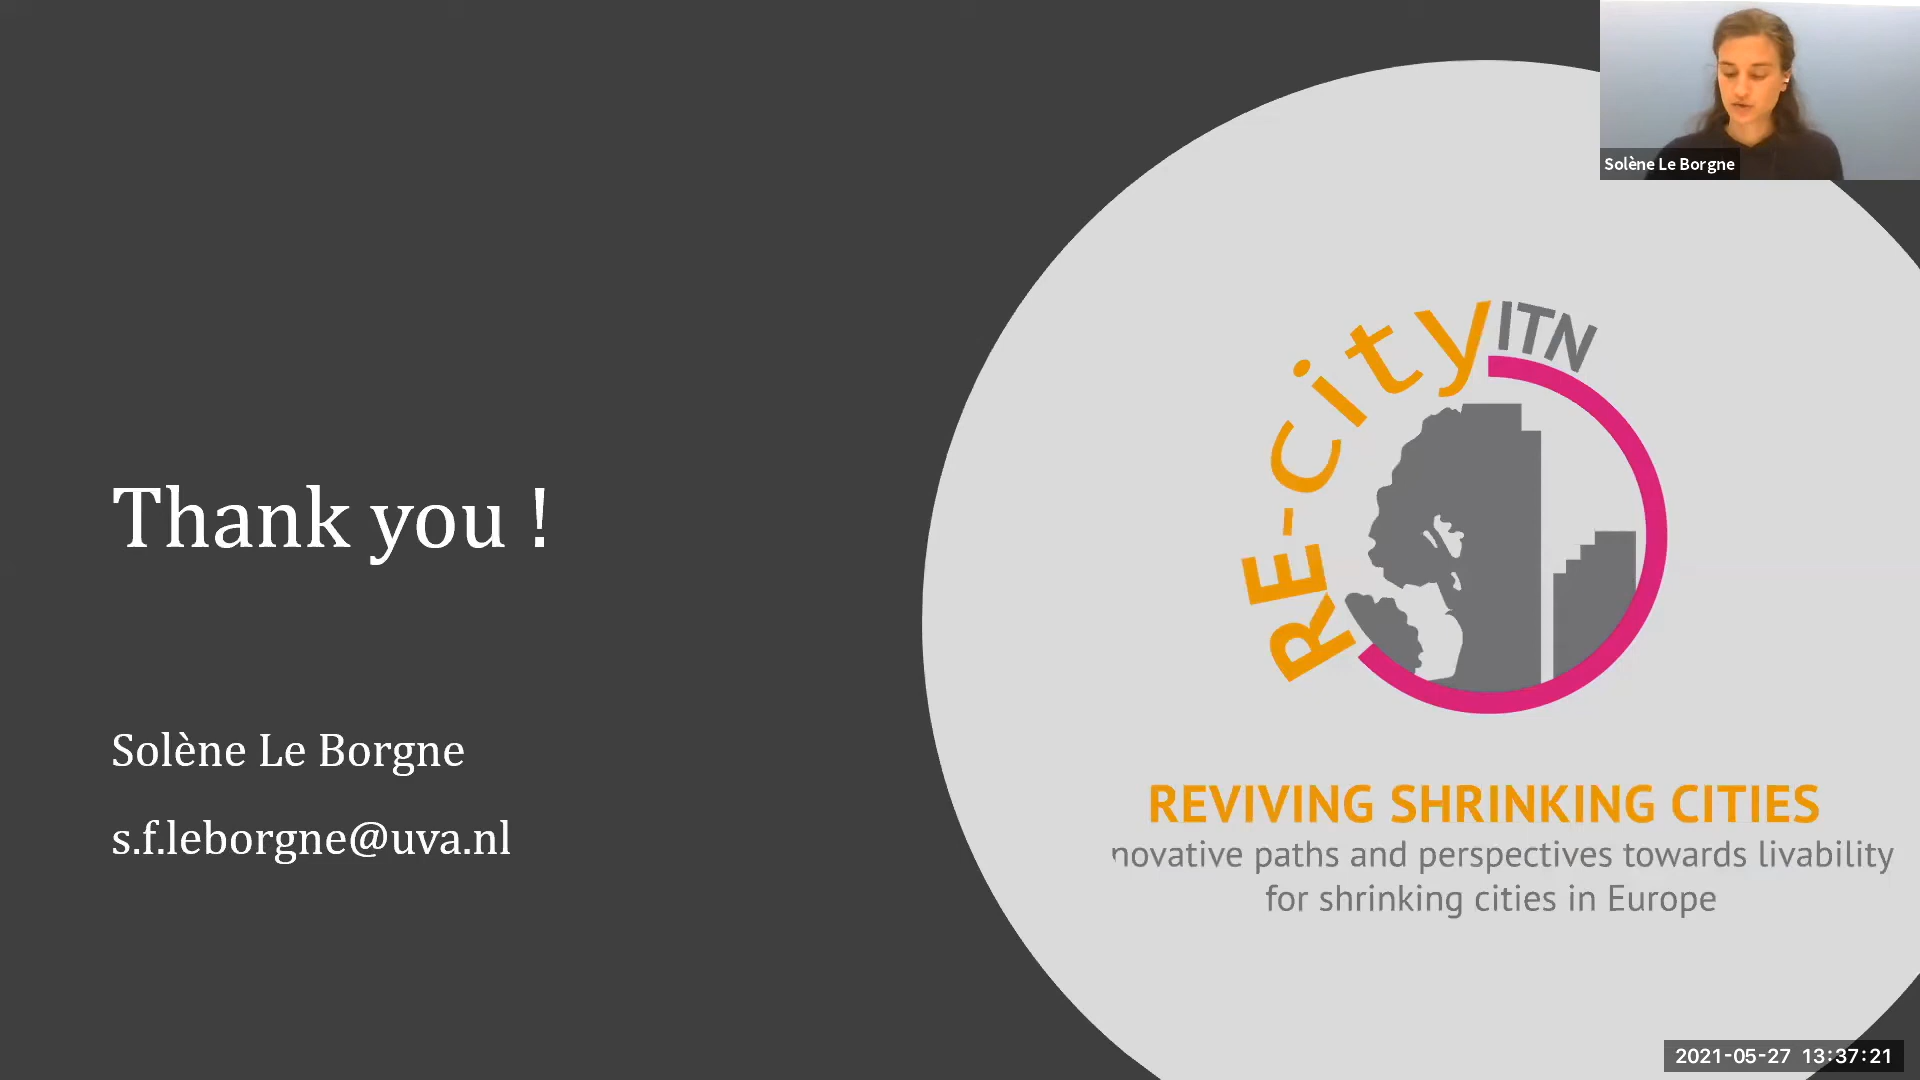 Solène Le Borgne
RE-city ITN
Thank you !
Solène Le Borgne
s.f.leborgne@uva.nl
REVIVING SHRINKING CITIES
novative paths and perspectives towards livability
for shrinking cities in Europe
2021-05-27 13:37:21